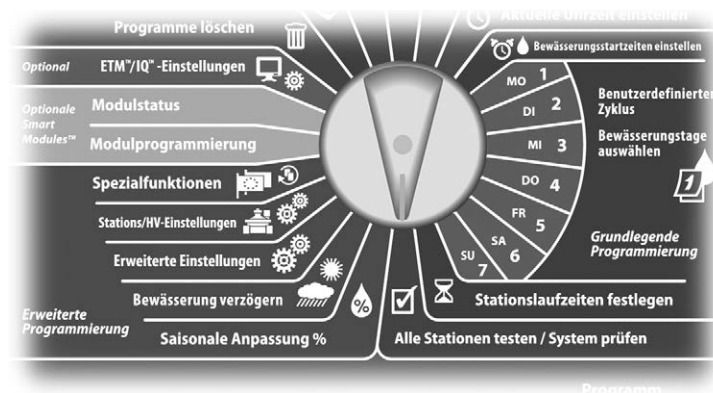 Programme löschen
Aktuelle Uhrzeit einstellen
Optional
ETM™/IQ™ -Einstellungen
Bewässerungsstartzeiten einstellen
Optionale
Smart
Modules™
Modulstatus
Modulprogrammierung
MO 1
DI 2
MI 3
DO 4
FR 5
SA 6
SU 7
Benutzerdefinierter
Zyklus
Bewässerungstage
auswählen
1
Spezialfunktionen
Stations/HV-Einstellungen
Erweiterte Einstellungen
Grundlegende
Programmierung
Bewässerung verzögern
%
Stationslaufzeiten festlegen
Erweiterte
Programmierung
Saisonale Anpassung %
Alle Stationen testen / System prüfen
Programm